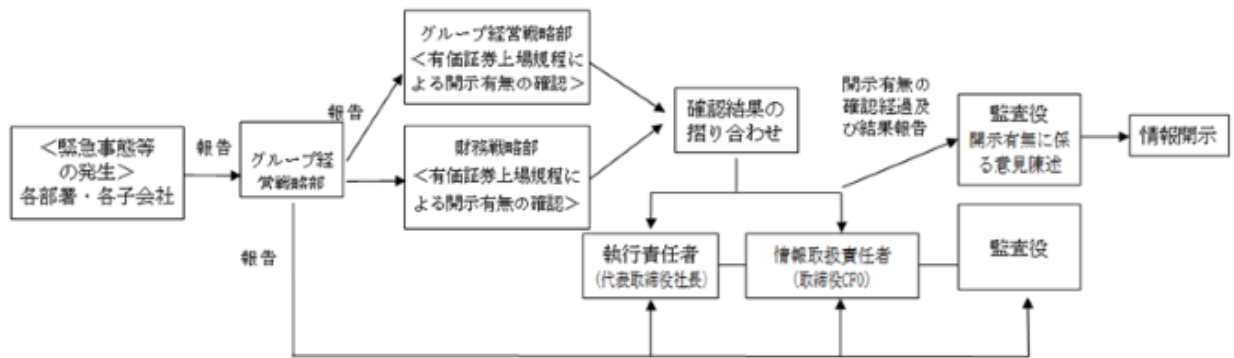 <緊急事態等
の発生>
各部署・各子会社
報告
グループ経
営戦略部
報告
グループ経営戦略部
<有価証券上場規程に
よる開示有無の確認>
報告
財務戦略部
<有価証券上場規程に
よる開示有無の確認>
確認結果の
摺り合わせ
執行責任者
(代表取締役社長)
情報取扱責任者
(取締役CFO)
開示有無の
確認経過及
び結果報告
監査役
開示有無に係
る意見陳述
監査役
情報開示